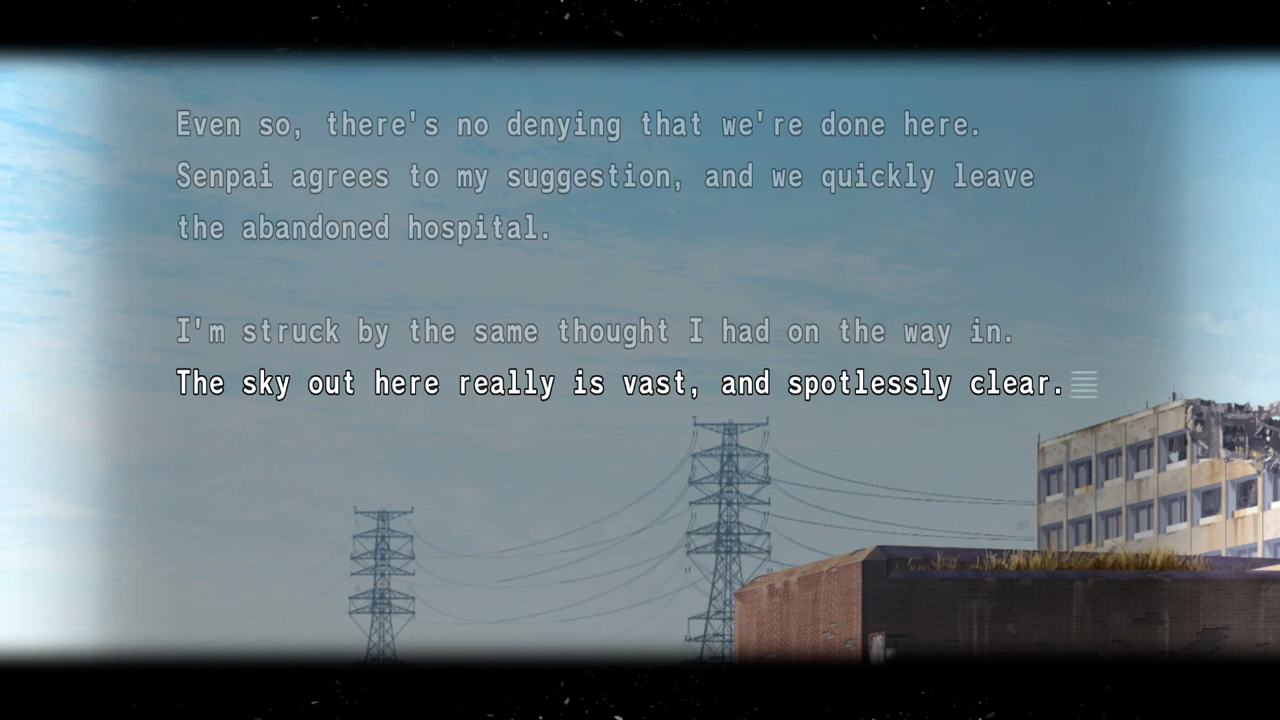 Even so, there's no denying that we're done here.
Senpai agrees to my suggestion, and we quickly leave
the abandoned hospital.
I'm struck by the same thought I had on the way in.
The sky out here really is vast, and spotlessly clear.